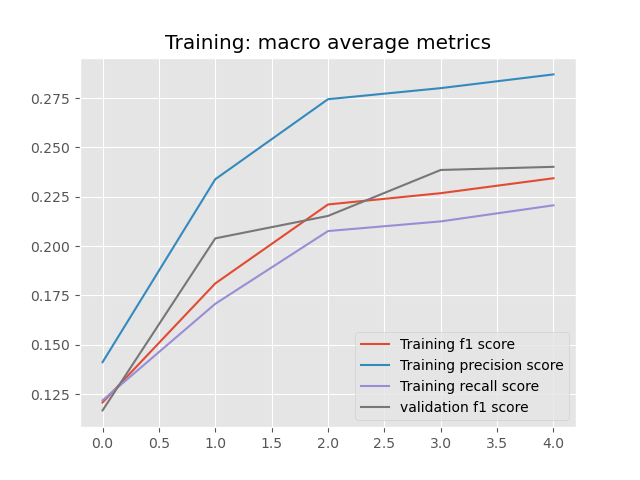 Training: macro average metrics
0.275
0.250
0.225
0.200
0.175
0.150
0.125
Training f1 score
Training precision score
Training recall score
validation f1 score
0.0 0.5 1.0 1.5 2.0 2.5 3.0 3.5 4.0